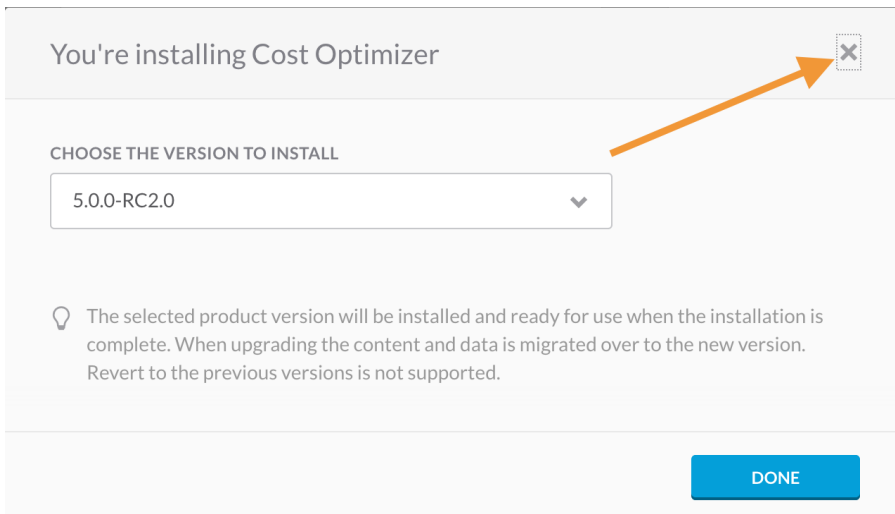 You're installing Cost Optimizer
CHOOSE THE VERSION TO INSTALL
5.0.0-RC2.0
The selected product version will be installed and ready for use when the installation is
complete. When upgrading the content and data is migrated over to the new version.
Revert to the previous versions is not supported.
DONE